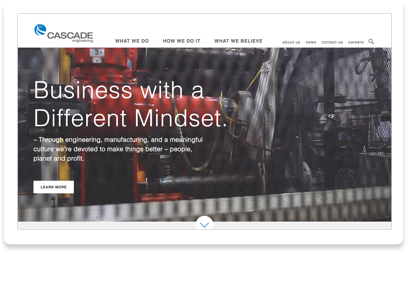 CASCADE
engineering
WHAT WE DO HOW WE DO IT WHAT WE BELIEVE about us news contact us careers
Business with a
Different Mindset.
– Through engineering, manufacturing, and a meaningful
culture we're devoted to make things better – people,
planet and profit.
LEARN MORE